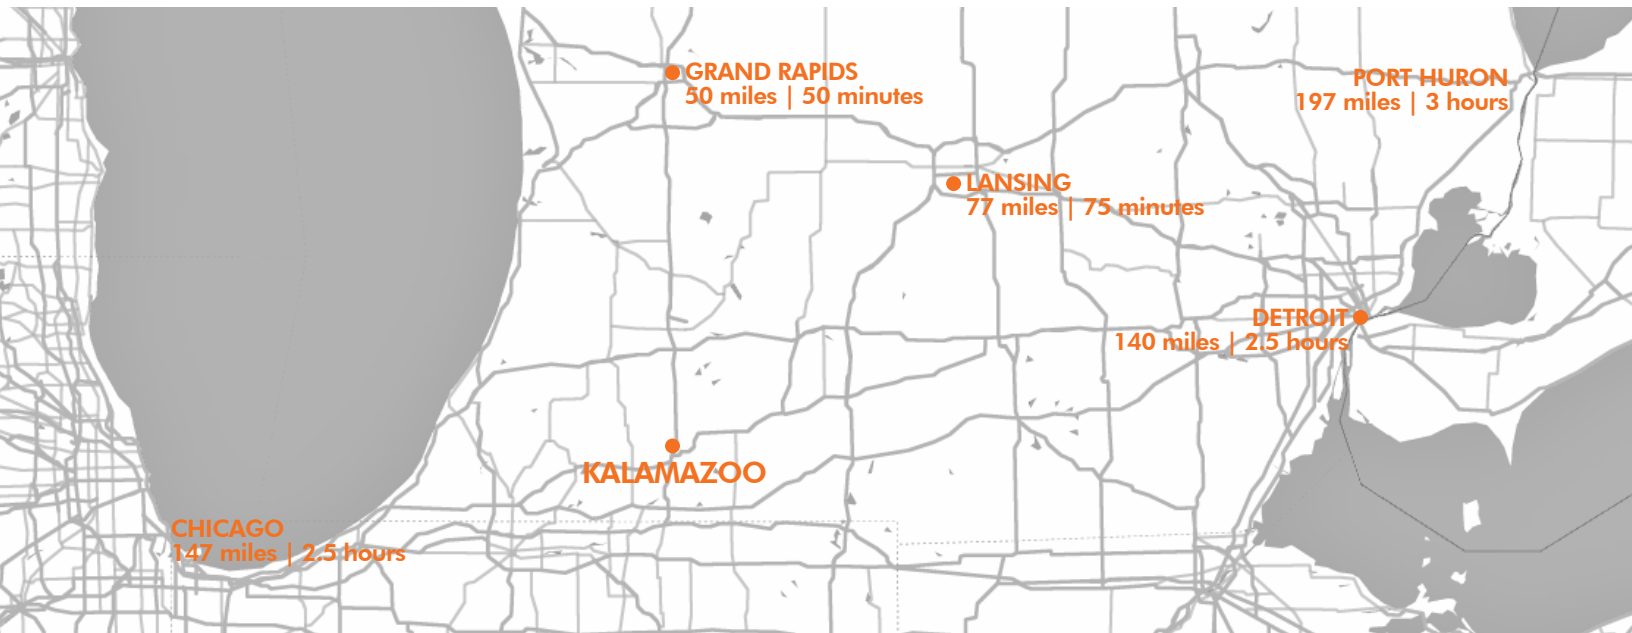 GRAND RAPIDS
50 miles | 50 minutes
PORT HURON
197 miles | 3 hours
LANSING
77 miles | 75 minutes
DETROIT
140 miles | 2.5 hours
KALAMAZOO
CHICAGO
147 miles | 2.5 hours